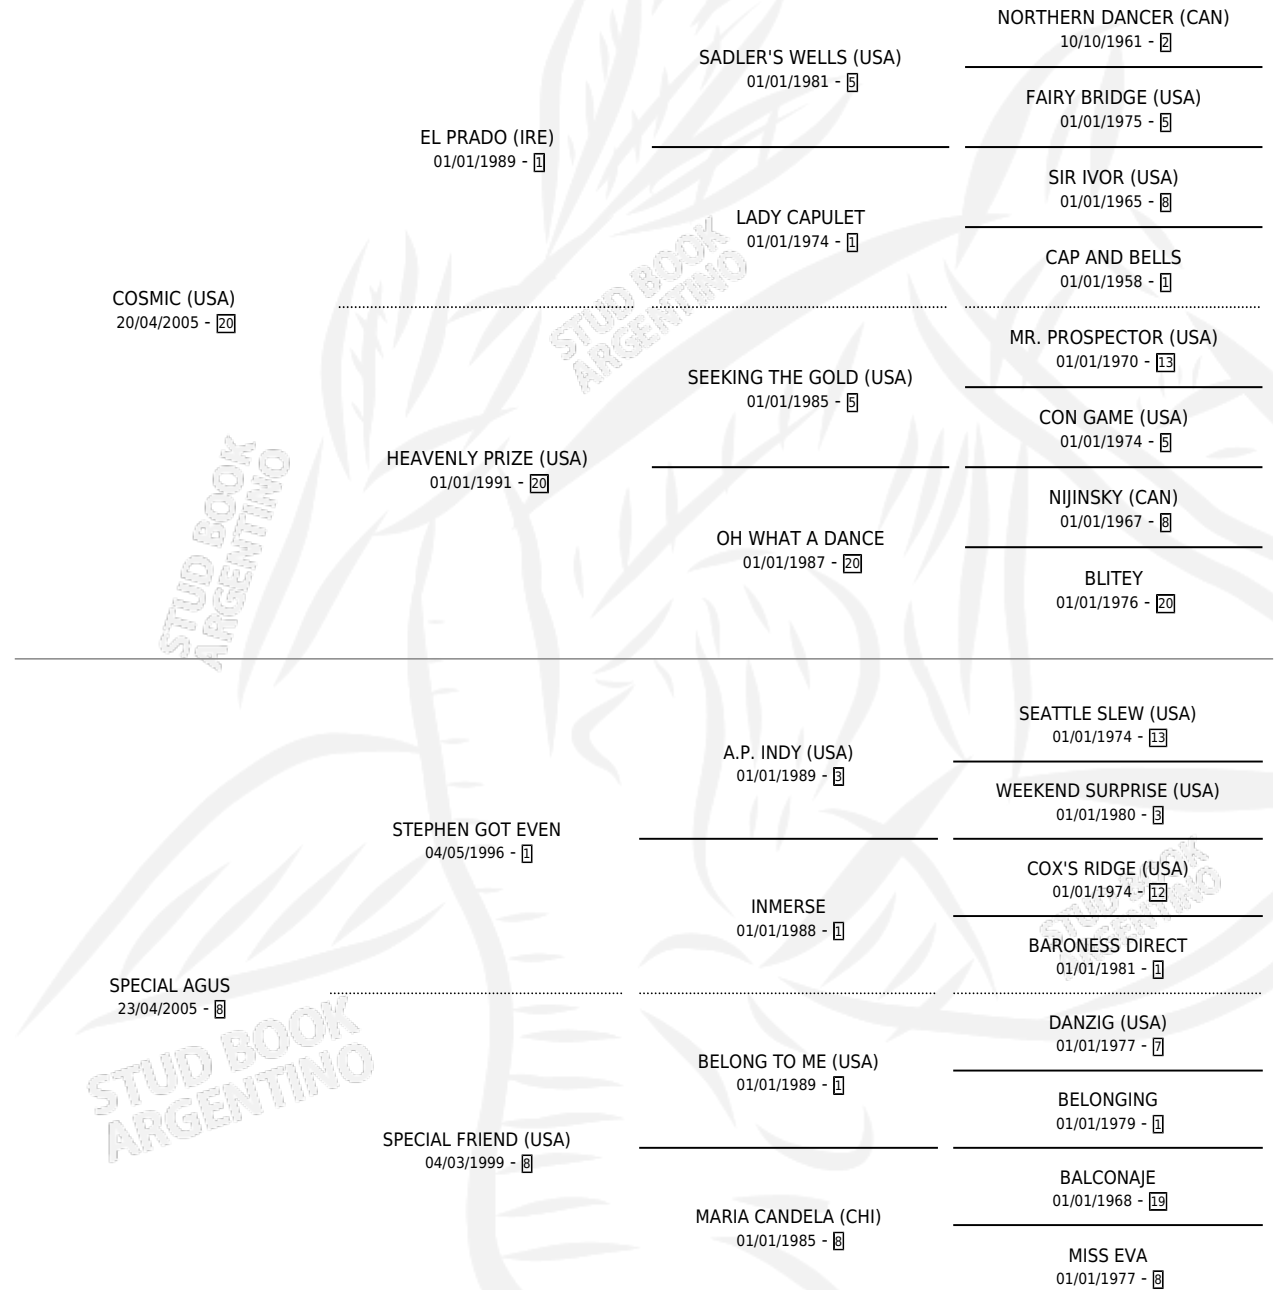 NORTHERN DANCER (CAN)
10/10/1961 - 2
SADLER'S WELLS (USA)
01/01/1981 - 5
FAIRY BRIDGE (USA)
01/01/1975 - 5
EL PRADO (IRE)
01/01/1989 - 1
SIR IVOR (USA)
01/01/1965 - 8
LADY CAPULET
01/01/1974 - 1
CAP AND BELLS
01/01/1958 - 1
COSMIC (USA)
20/04/2005 - 20
MR. PROSPECTOR (USA)
01/01/1970 - 13
SEEKING THE GOLD (USA)
01/01/1985 - 5
CON GAME (USA)
01/01/1974 - 5
HEAVENLY PRIZE (USA)
01/01/1991 - 20
NIJINSKY (CAN)
01/01/1967 - 8
OH WHAT A DANCE
01/01/1987 - 20
BLITEY
01/01/1976 - 20
SEATTLE SLEW (USA)
01/01/1974 - 13
A.P. INDY (USA)
01/01/1989 - 3
WEEKEND SURPRISE (USA)
01/01/1980 - 3
STEPHEN GOT EVEN
04/05/1996 - 1
COX'S RIDGE (USA)
01/01/1974 - 12
INMERSE
01/01/1988 - 1
BARONESS DIRECT
01/01/1981 - 1
SPECIAL AGUS
23/04/2005 - 8
DANZIG (USA)
01/01/1977 - 7
BELONG TO ME (USA)
01/01/1989 - 1
BELONGING
01/01/1979 - 1
SPECIAL FRIEND (USA)
04/03/1999 - 8
BALCONAJE
01/01/1968 - 19
MARIA CANDELA (CHI)
01/01/1985 - 8
MISS EVA
01/01/1977 - 8
STUD BOOK
ARGENTINO
STUD BOOK
ARGENTINO
STUD BOOK
ARGENTINO
STUD BOOK
ARGENTINO